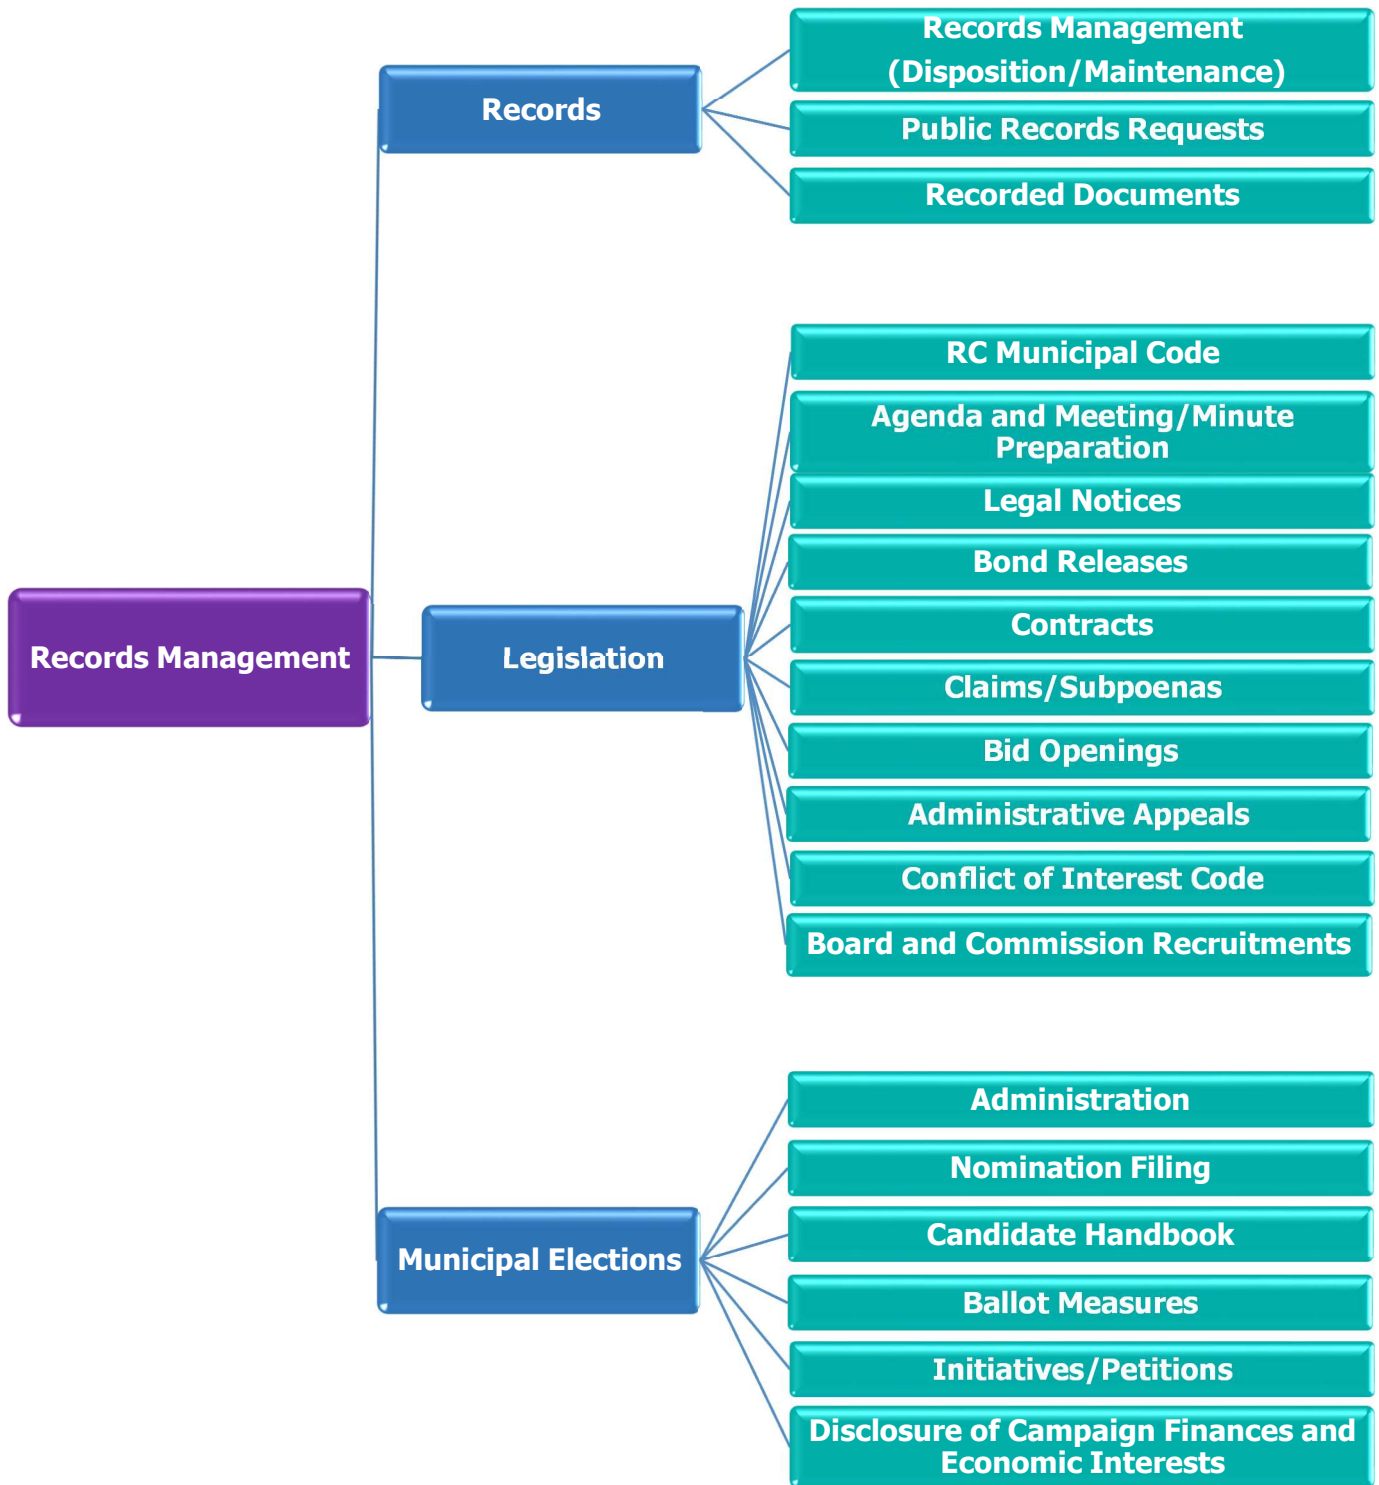 Records Management
Records
Records Management
(Disposition/Maintenance)
Public Records Requests
Recorded Documents
Legislation
RC Municipal Code
Agenda and Meeting/Minute
Preparation
Legal Notices
Bond Releases
Contracts
Claims/Subpoenas
Bid Openings
Administrative Appeals
Conflict of Interest Code
Board and Commission Recruitments
Municipal Elections
Administration
Nomination Filing
Candidate Handbook
Ballot Measures
Initiatives/Petitions
Disclosure of Campaign Finances and
Economic Interests